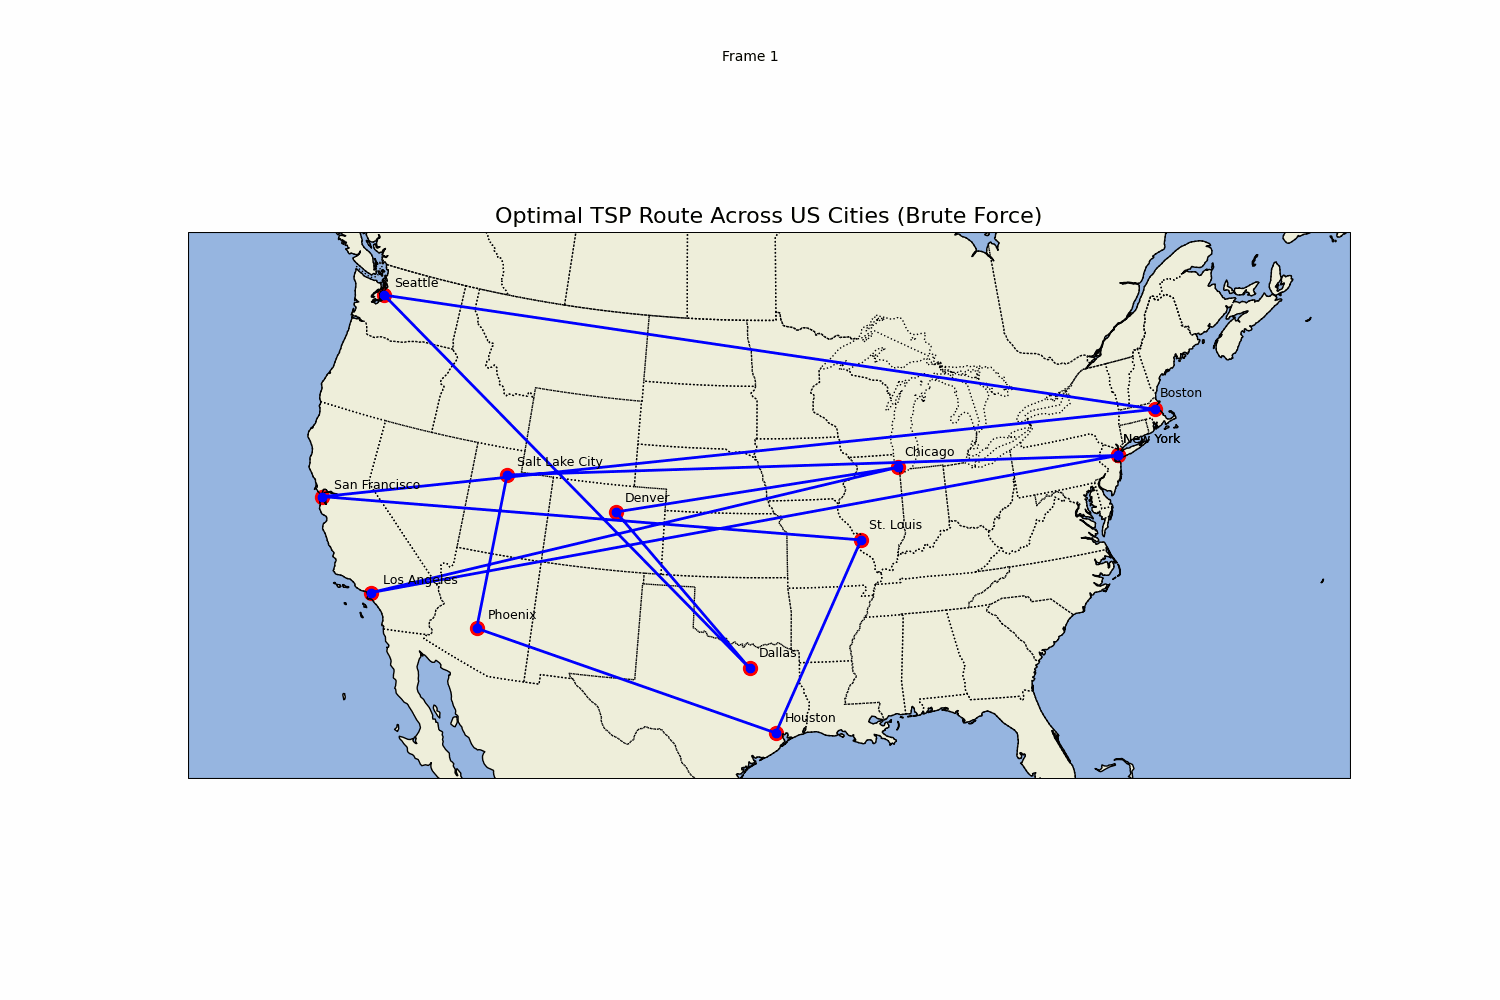 Frame 1
Optimal TSP Route Across US Cities (Brute Force)
Seattle
Boston
New York
Chicago
Salt Lake City
San Francisco
Denver
St. Louis
Los Angeles
Phoenix
Dallas
Houston